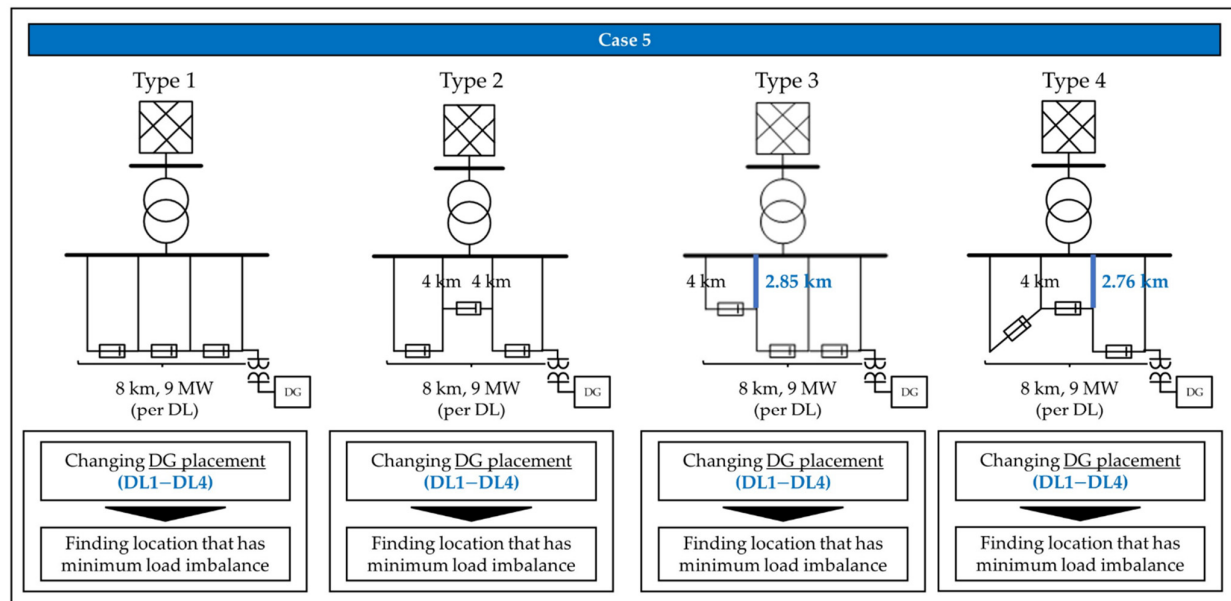 Case 5
Type 1
Type 2
Type 3
Type 4
4 km 4 km
4 km 2.85 km
4 km 2.76 km
8 km, 9 MW
(per DL)
DG
8 km, 9 MW
(per DL)
DG
8 km, 9 MW
(per DL)
DG
8 km, 9 MW
(per DL)
DG
Changing DG placement
(DL1−DL4)
Finding location that has
minimum load imbalance
Changing DG placement
(DL1−DL4)
Finding location that has
minimum load imbalance
Changing DG placement
(DL1−DL4)
Finding location that has
minimum load imbalance
Changing DG placement
(DL1−DL4)
Finding location that has
minimum load imbalance